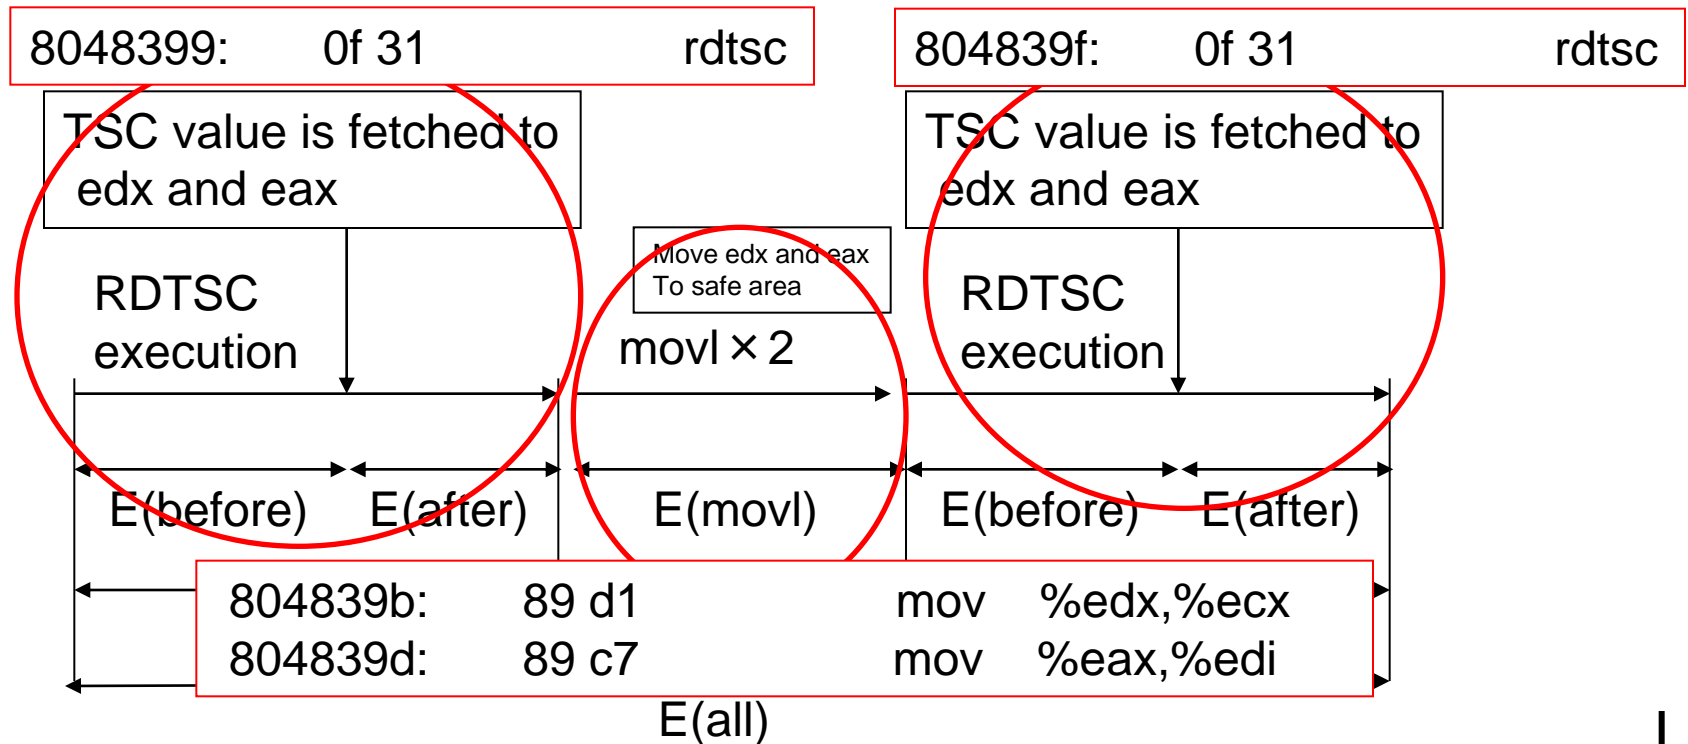 8048399: 0f 31 rdtsc
804839f: 0f 31 rdtsc
TSC value is fetched to
edx and eax
TSC value is fetched to
edx and eax
Move edx and eax
To safe area
RDTSC
execution
movl × 2
RDTSC
execution
E(before) E(after) E(movl) E(before) E(after)
804839b: 89 d1 mov %edx,%ecx
804839d: 89 c7 mov %eax,%edi
E(all)